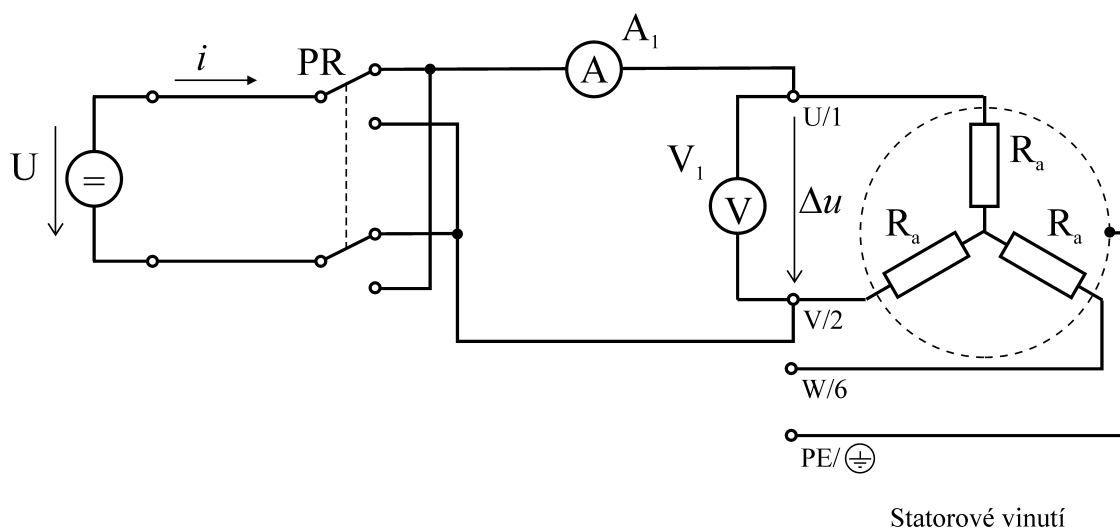 A₁
i
PR
A
U/1
U
=
V₁
V
Δu
Rₐ
Rₐ
Rₐ
V/2
W/6
PE/⏚
Statorové vinutí